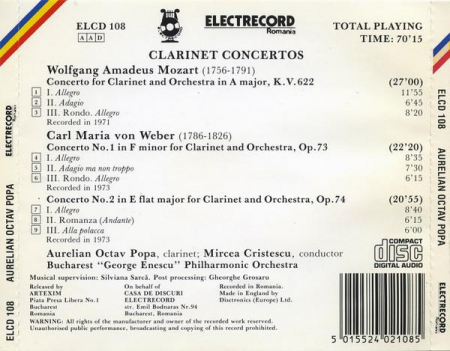 ELCD 108
AAD
ELECTRECORD
Romania
TOTAL PLAYING
TIME: 70'15
CLARINET CONCERTOS
Wolfgang Amadeus Mozart (1756-1791)
Concerto for Clarinet and Orchestra in A major, K.V.622 (27'00)
1 I. Allegro 11'55
2 II. Adagio 6'45
3 III. Rondo. Allegro 8'20
Recorded in 1971
Carl Maria von Weber (1786-1826)
Concerto No.1 in F minor for Clarinet and Orchestra, Op.73 (22'20)
4 I. Allegro 8'35
5 II. Adagio ma non troppo 7'30
6 III. Rondo. Allegro 6'15
Recorded in 1973
Concerto No.2 in E flat major for Clarinet and Orchestra, Op.74 (20'55)
7 I. Allegro 8'40
8 II. Romanza (Andante) 6'15
9 III. Alla polacca 6'00
Recorded in 1973
Aurelian Octav Popa, clarinet; Mircea Cristescu, conductor
Bucharest "George Enescu" Philharmonic Orchestra
COMPACT
disc
DIGITAL AUDIO
Musical supervision: Silvana Sarcă. Post processing: Gheorghe Grosaru
Released by
ARTEXIM
Piata Presa Libera No.1
Bucharest
Romania
On behalf of
CASA DE DISCURI
ELECTRECORD
str. Emil Bodnaras Nr.94
Bucharest, Romania
Recorded in Romania.
Made in England by
Disctronics (Europe) Ltd.
WARNING: All rights of the manufacturer and owner of the recorded work reserved.
Unauthorised public performance, broadcasting and copying of this record prohibited.
5 015524 021085
ELCD 108 AURELIAN OCTAV POPA ELECTRECORD
Romania
ELCD 108 AURELIAN OCTAV POPA ELECTRECORD
Romania